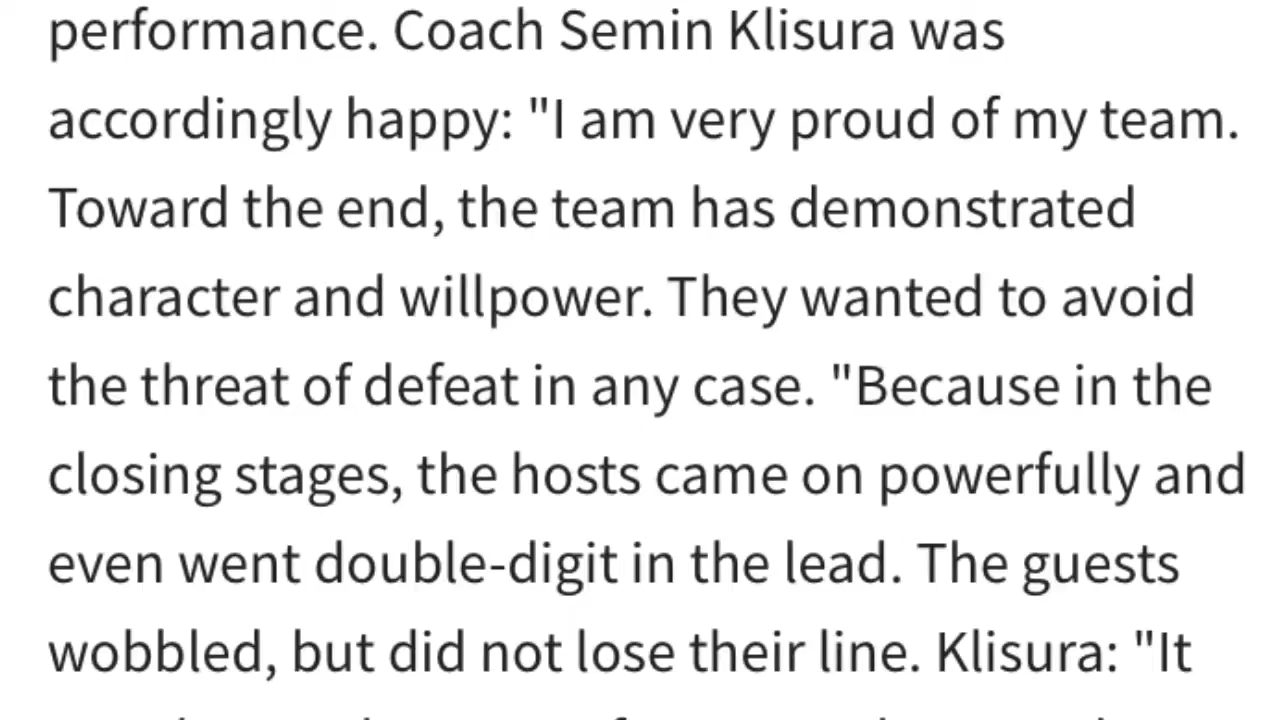 performance. Coach Semin Klisura was
accordingly happy: "I am very proud of my team.
Toward the end, the team has demonstrated
character and willpower. They wanted to avoid
the threat of defeat in any case. "Because in the
closing stages, the hosts came on powerfully and
even went double-digit in the lead. The guests
wobbled, but did not lose their line. Klisura: "It